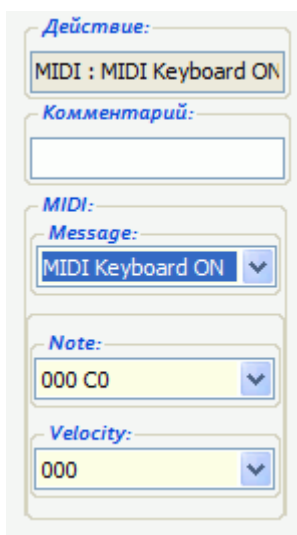 Действие:
MIDI : MIDI Keyboard ON
Комментарий:
MIDI:
Message:
MIDI Keyboard ON
Note:
000 C0
Velocity:
000